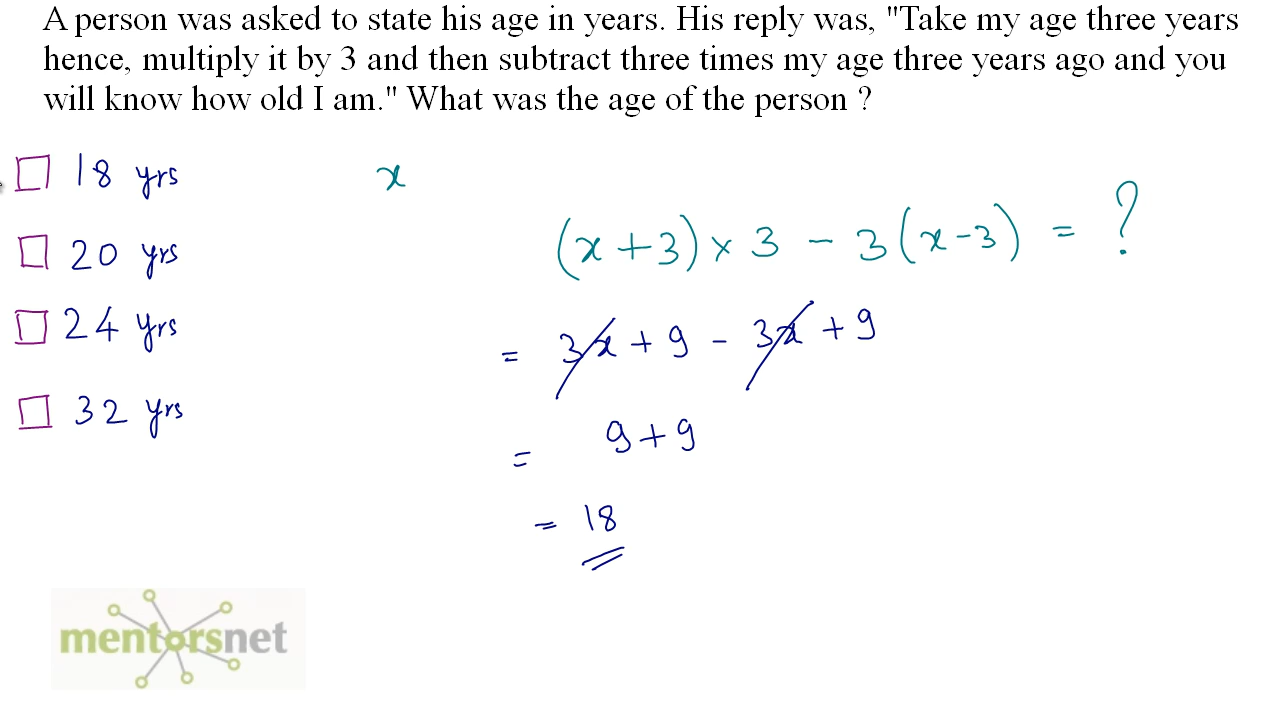 A person was asked to state his age in years. His reply was, "Take my age three years
hence, multiply it by 3 and then subtract three times my age three years ago and you
will know how old I am." What was the age of the person ?
18 yrs
20 yrs
24 yrs
32 yrs
x
(x + 3) × 3 - 3 (x - 3) = ?
= 3x + 9 - 3x + 9
= 9 + 9
= 18
mentorsnet